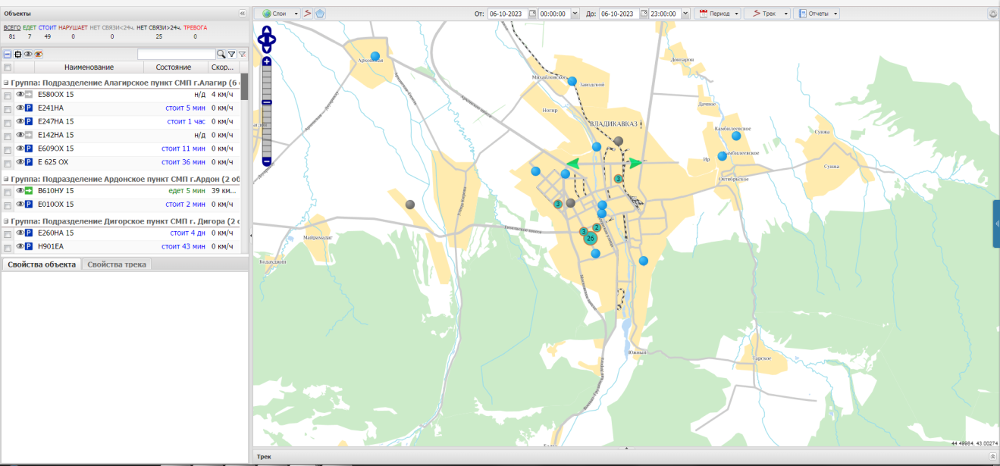 Объекты
ВСЕГО ЕДЕТ СТОИТ НАРУШАЕТ НЕТ СВЯЗИ<24ч. НЕТ СВЯЗИ>24ч. ТРЕВОГА
81 7 49 0 0 25 0
Наименование Состояние Скор...
Группа: Подразделение Алагирское пункт СМП г.Алагир (6
Е580ОХ 15 н/д 4 км/ч
Е241НА стоит 5 мин 0 км/ч
Е247НА 15 стоит 1 час 0 км/ч
Е142НА 15 н/д 0 км/ч
Е609ОХ 15 стоит 11 мин 0 км/ч
Е 625 ОХ стоит 36 мин 0 км/ч
Группа: Подразделение Ардонское пункт СМП г.Ардон (2 об
В610НУ 15 едет 5 мин 39 км...
Е010ОХ 15 стоит 2 мин 0 км/ч
Группа: Подразделение Дигорское пункт СМП г. Дигора (2
Е260НА 15 стоит 4 дн 0 км/ч
Н901ЕА стоит 43 мин 0 км/ч
Свойства объекта Свойства трека
Слои От: 06-10-2023 00:00:00 До: 06-10-2023 23:00:00 Период Трек Отчеты
Архонская
Донгарон
Михайловское
Заводской
Архонское шоссе
Дачное
Ногир
ВЛАДИКАВКАЗ
Камбилеевское
Сунжа
Камбилеевское
Ир
Сунжа
Октябрьское
3
3
26
3
2
Майрамадаг
Кодахджин
Московское шоссе
Южный
Тарское
44.49984, 43.00274
Трек